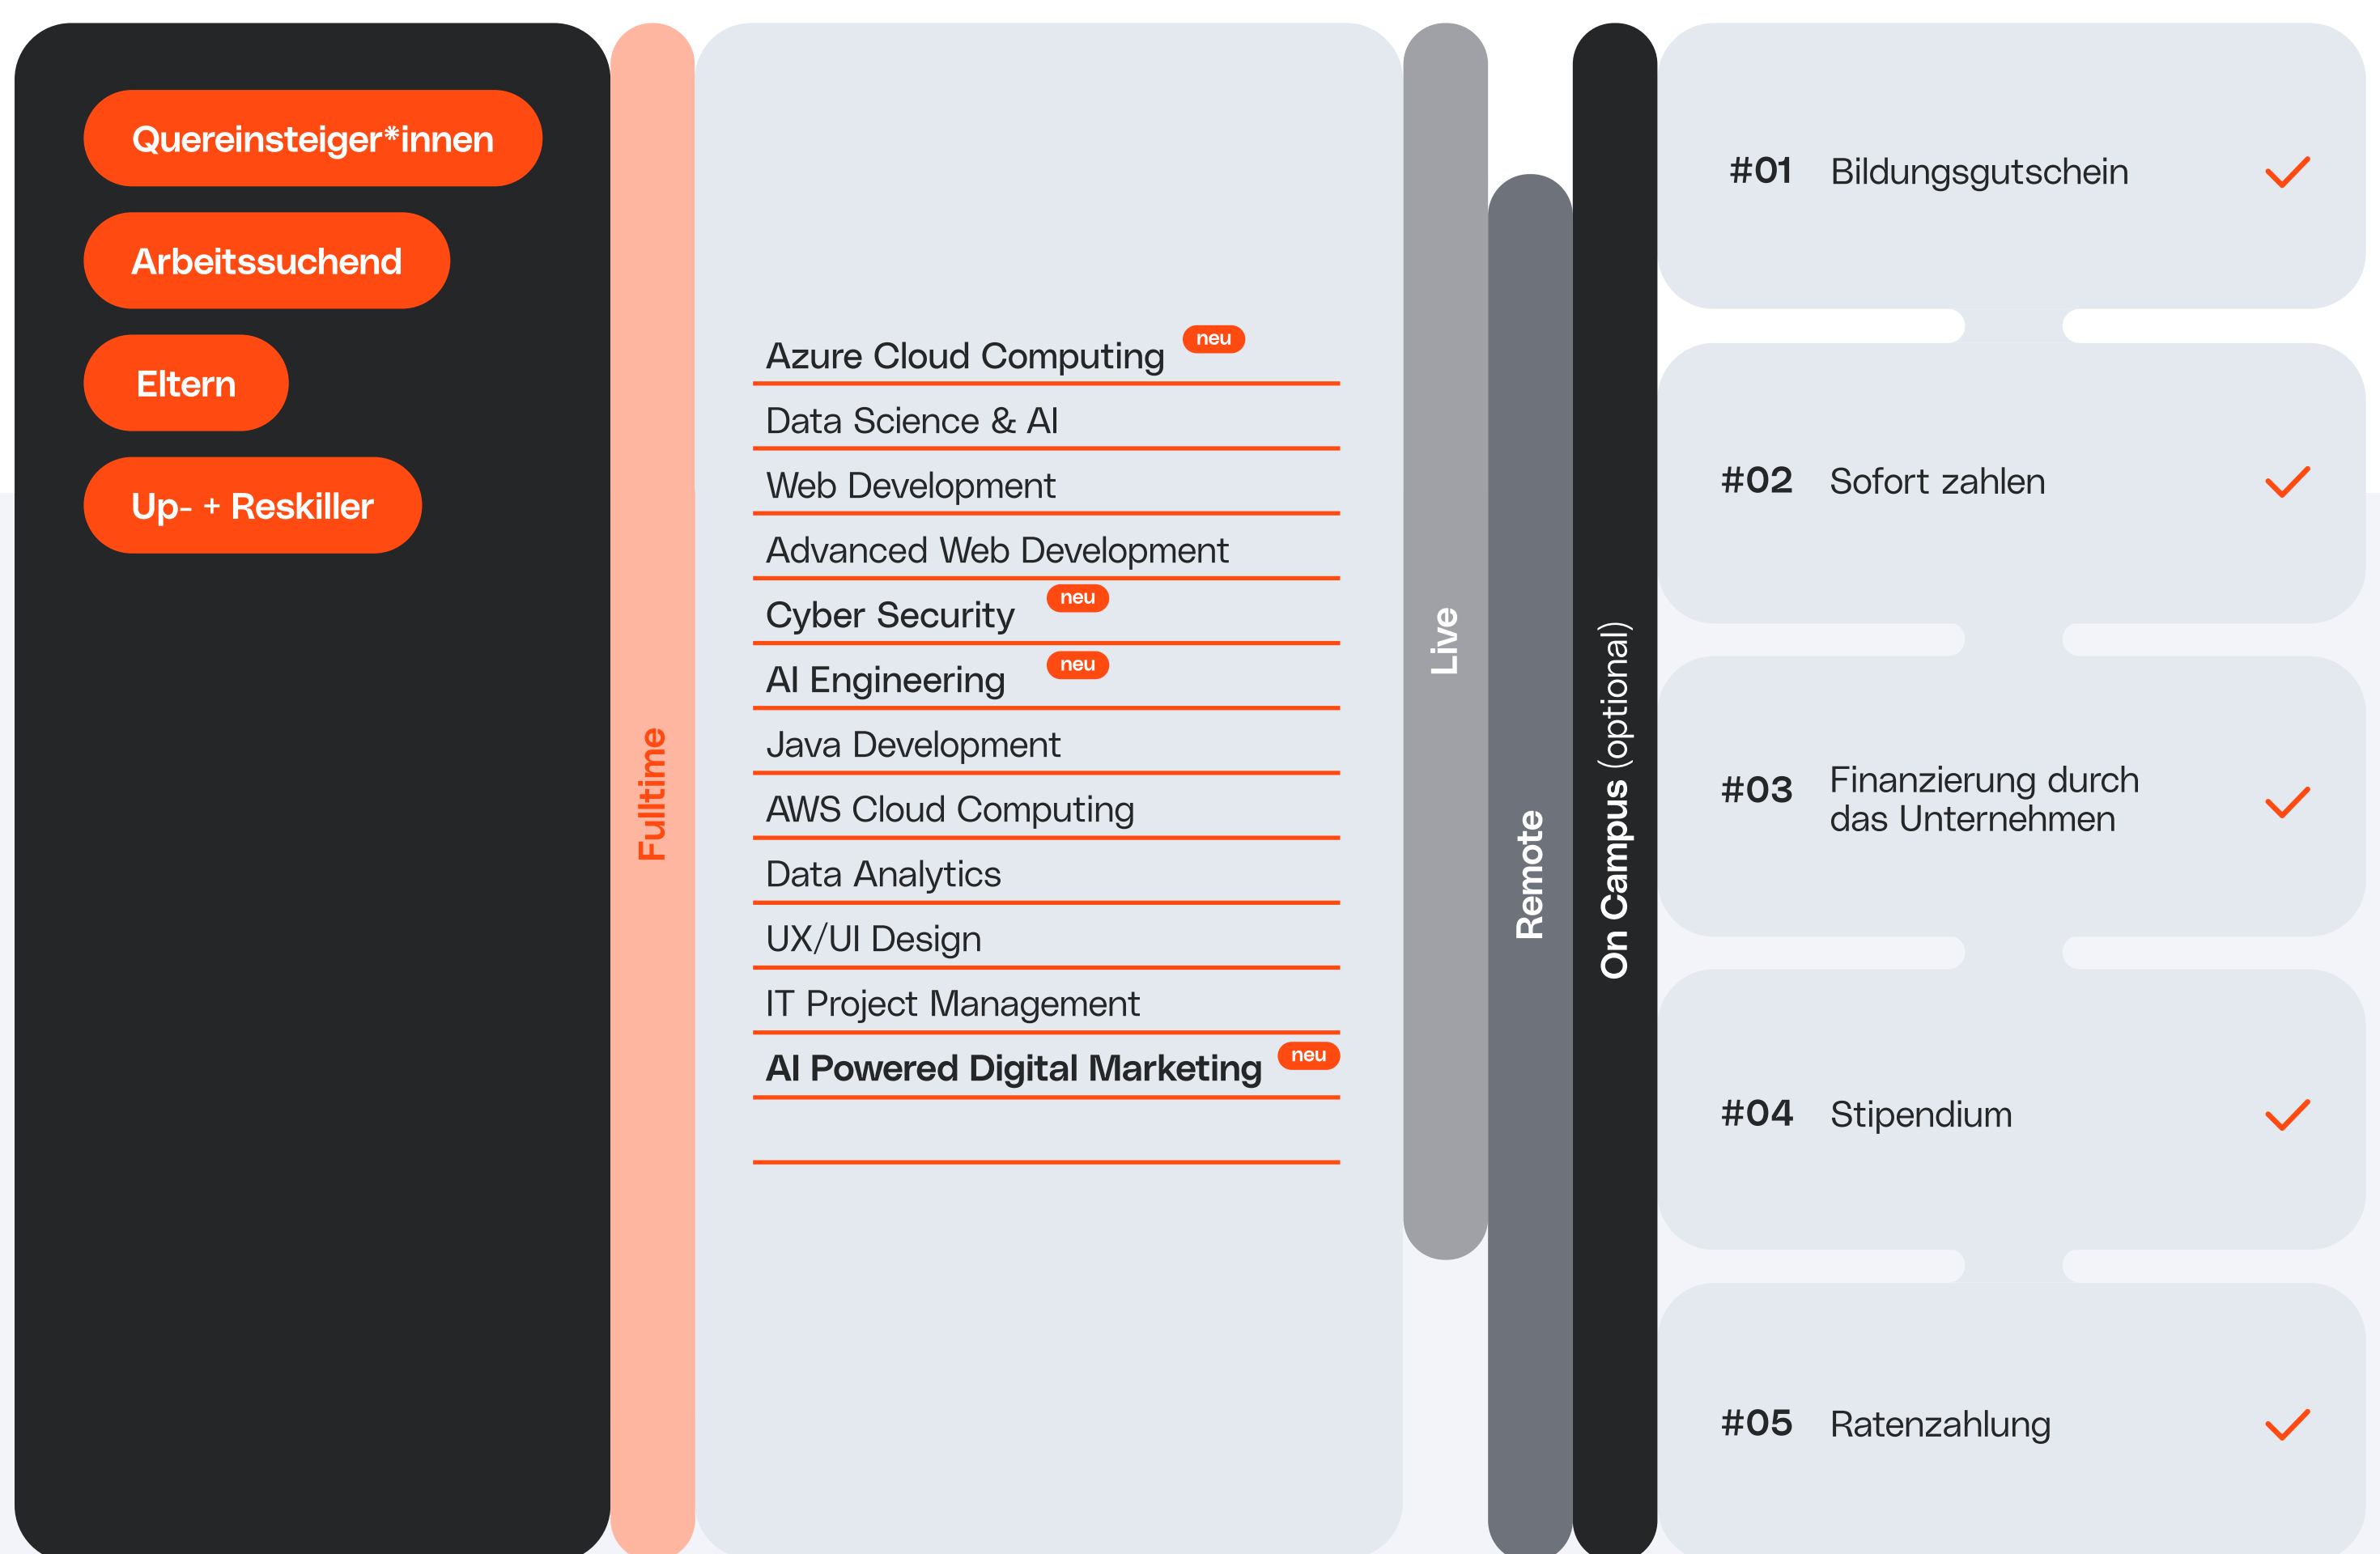 Quereinsteiger*innen
Arbeitssuchend
Eltern
Up- + Reskiller
Fulltime
Azure Cloud Computing neu
Data Science & AI
Web Development
Advanced Web Development
Cyber Security neu
AI Engineering neu
Java Development
AWS Cloud Computing
Data Analytics
UX/UI Design
IT Project Management
AI Powered Digital Marketing neu
Live
Remote
On Campus (optional)
#01 Bildungsgutschein
#02 Sofort zahlen
#03 Finanzierung durch
das Unternehmen
#04 Stipendium
#05 Ratenzahlung